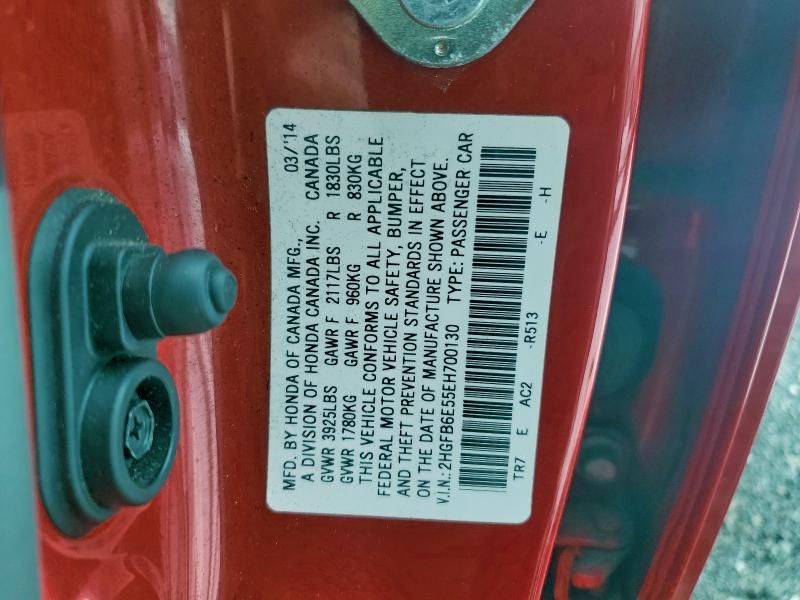 MFD. BY HONDA OF CANADA MFG., 03/'14
A DIVISION OF HONDA CANADA INC. CANADA
GVWR 3925LBS GAWR F 2117LBS R 1830LBS
GVWR 1780KG GAWR F 960KG R 830KG
THIS VEHICLE CONFORMS TO ALL APPLICABLE
FEDERAL MOTOR VEHICLE SAFETY, BUMPER,
AND THEFT PREVENTION STANDARDS IN EFFECT
ON THE DATE OF MANUFACTURE SHOWN ABOVE.
V.I.N.: 2HGFB6E55EH700130 TYPE: PASSENGER CAR
TR7 E AC2 -R513 -E -H